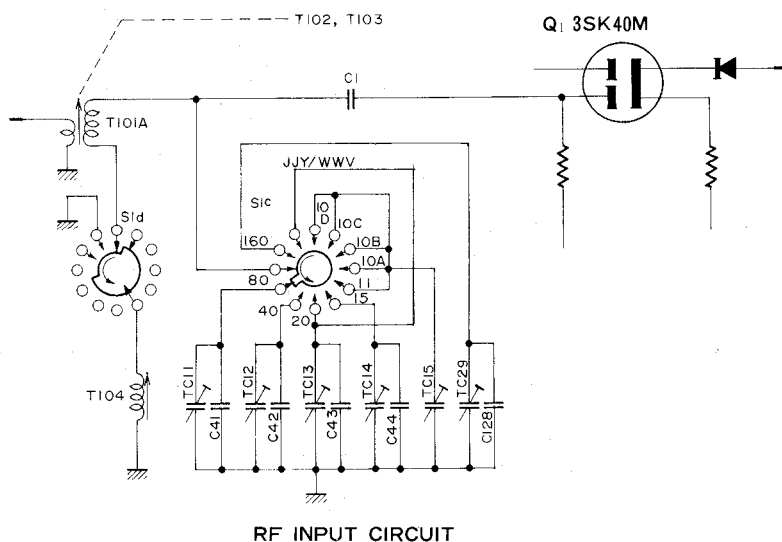 T102, T103
Q1 3SK40M
C1
T101A
JJY/WWV
S1c
10
D
10C
S1d
160
10B
10A
80
11
15
40
20
T104
TC11
C41
TC12
C42
TC13
C43
TC14
C44
TC15
TC29
C128
RF INPUT CIRCUIT